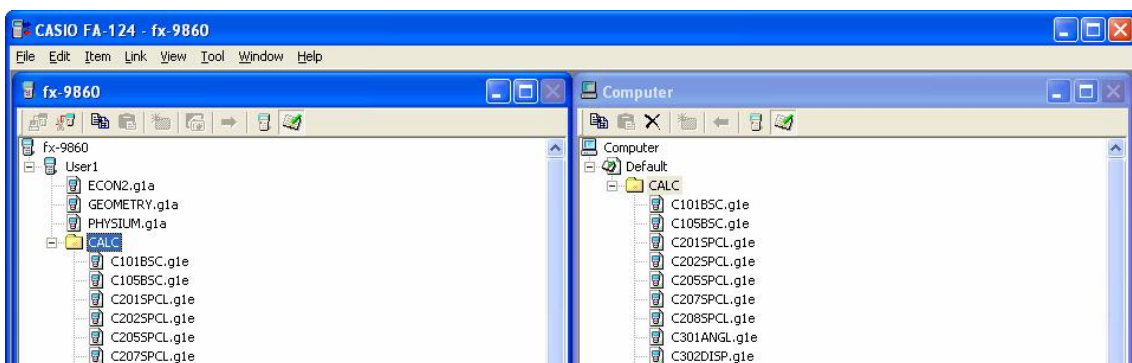 CASIO FA-124 - fx-9860
File Edit Item Link View Tool Window Help
fx-9860
fx-9860
User1
ECON2.g1a
GEOMETRY.g1a
PHYSIUM.g1a
CALC
C101BSC.g1e
C105BSC.g1e
C201SPCL.g1e
C202SPCL.g1e
C205SPCL.g1e
C207SPCL.g1e
Computer
Computer
Default
CALC
C101BSC.g1e
C105BSC.g1e
C201SPCL.g1e
C202SPCL.g1e
C205SPCL.g1e
C207SPCL.g1e
C208SPCL.g1e
C301ANGL.g1e
C302DISP.g1e